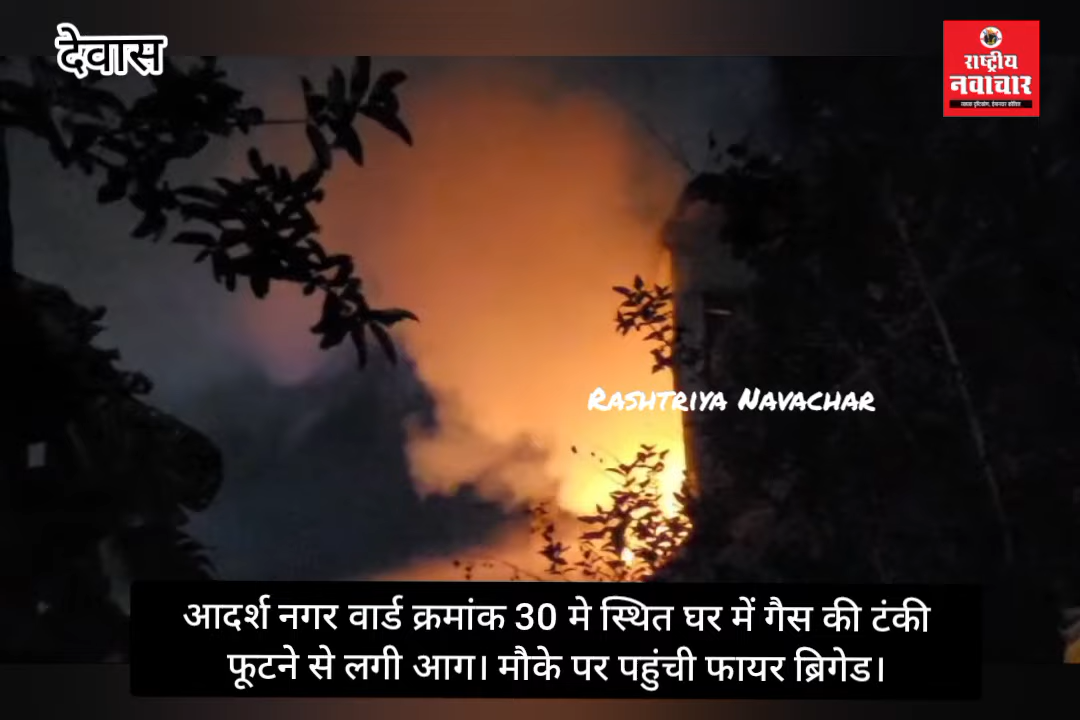 देवास
राष्ट्रीय
नवाचार
RASHTRIYA NAVACHAR
आदर्श नगर वार्ड क्रमांक 30 मे स्थित घर में गैस की टंकी
फूटने से लगी आग। मौके पर पहुंची फायर ब्रिगेड।